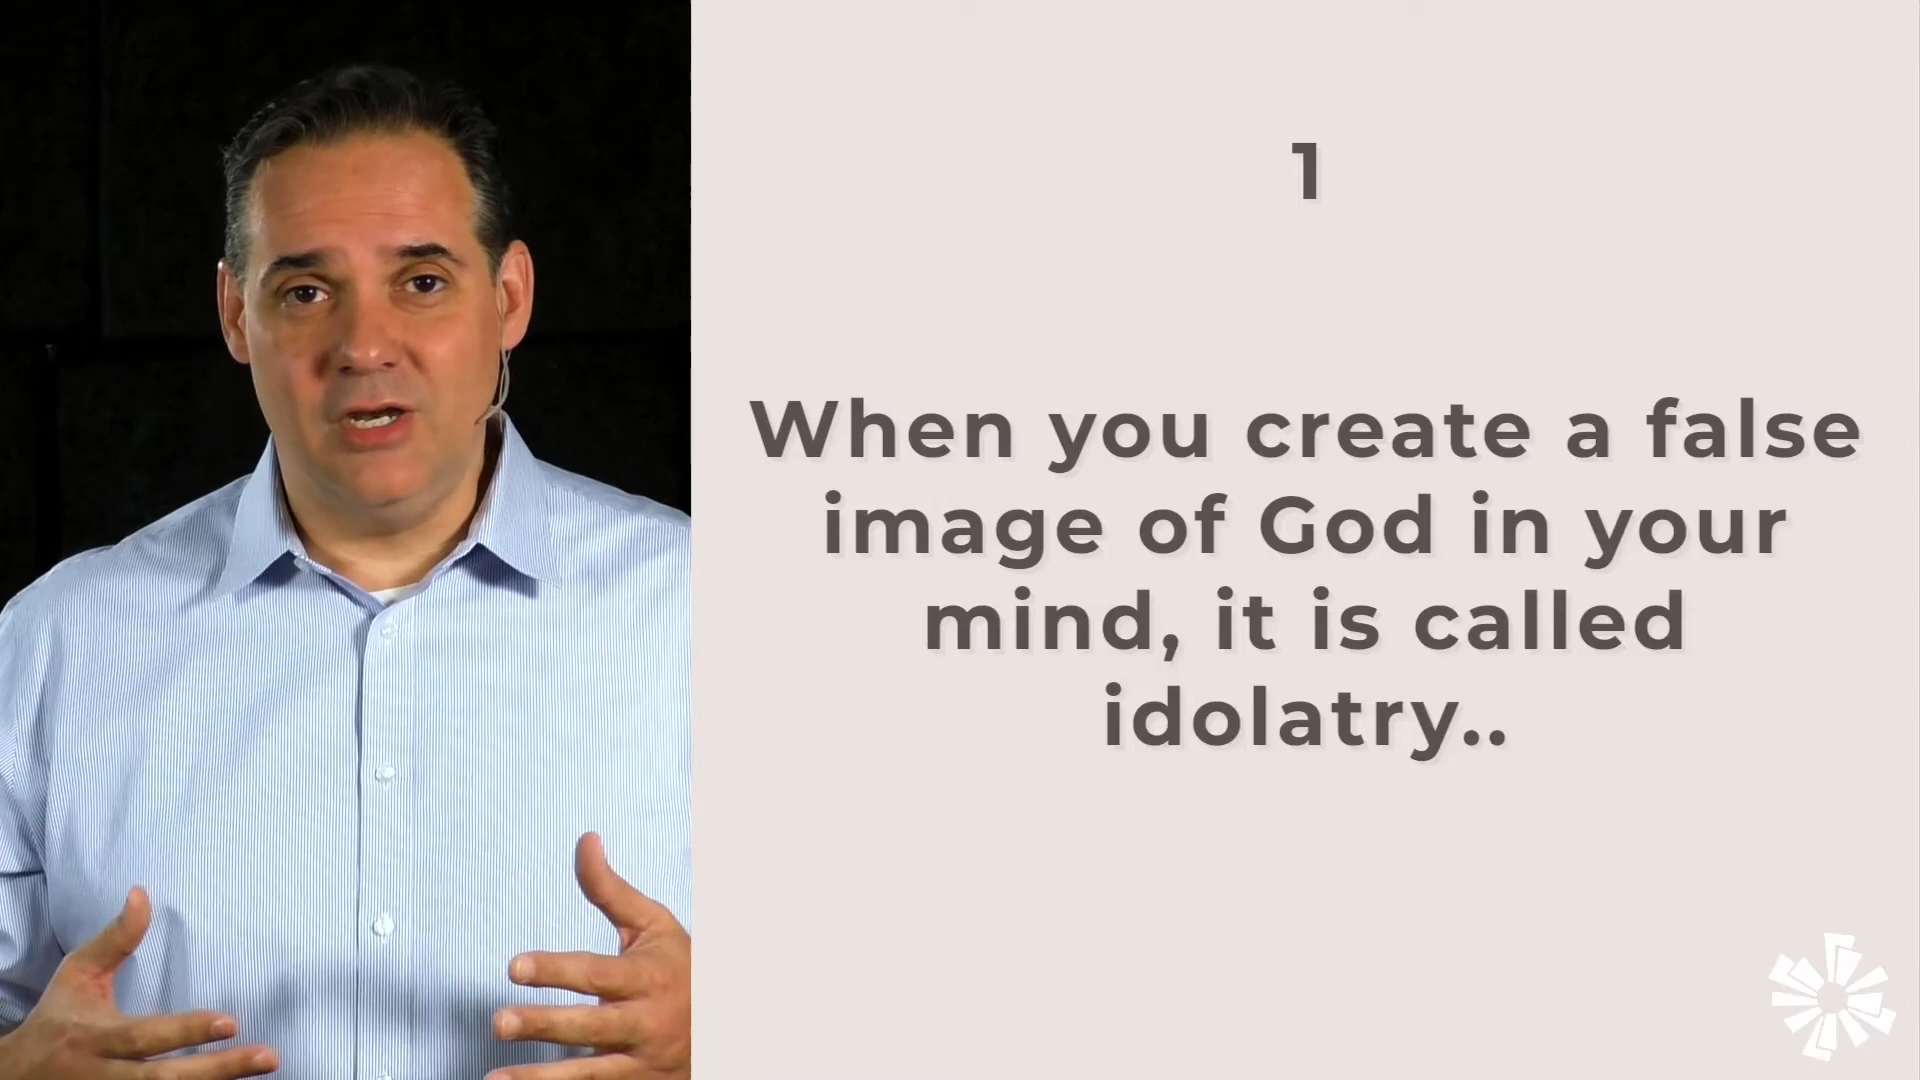 1
When you create a false
image of God in your
mind, it is called
idolatry..